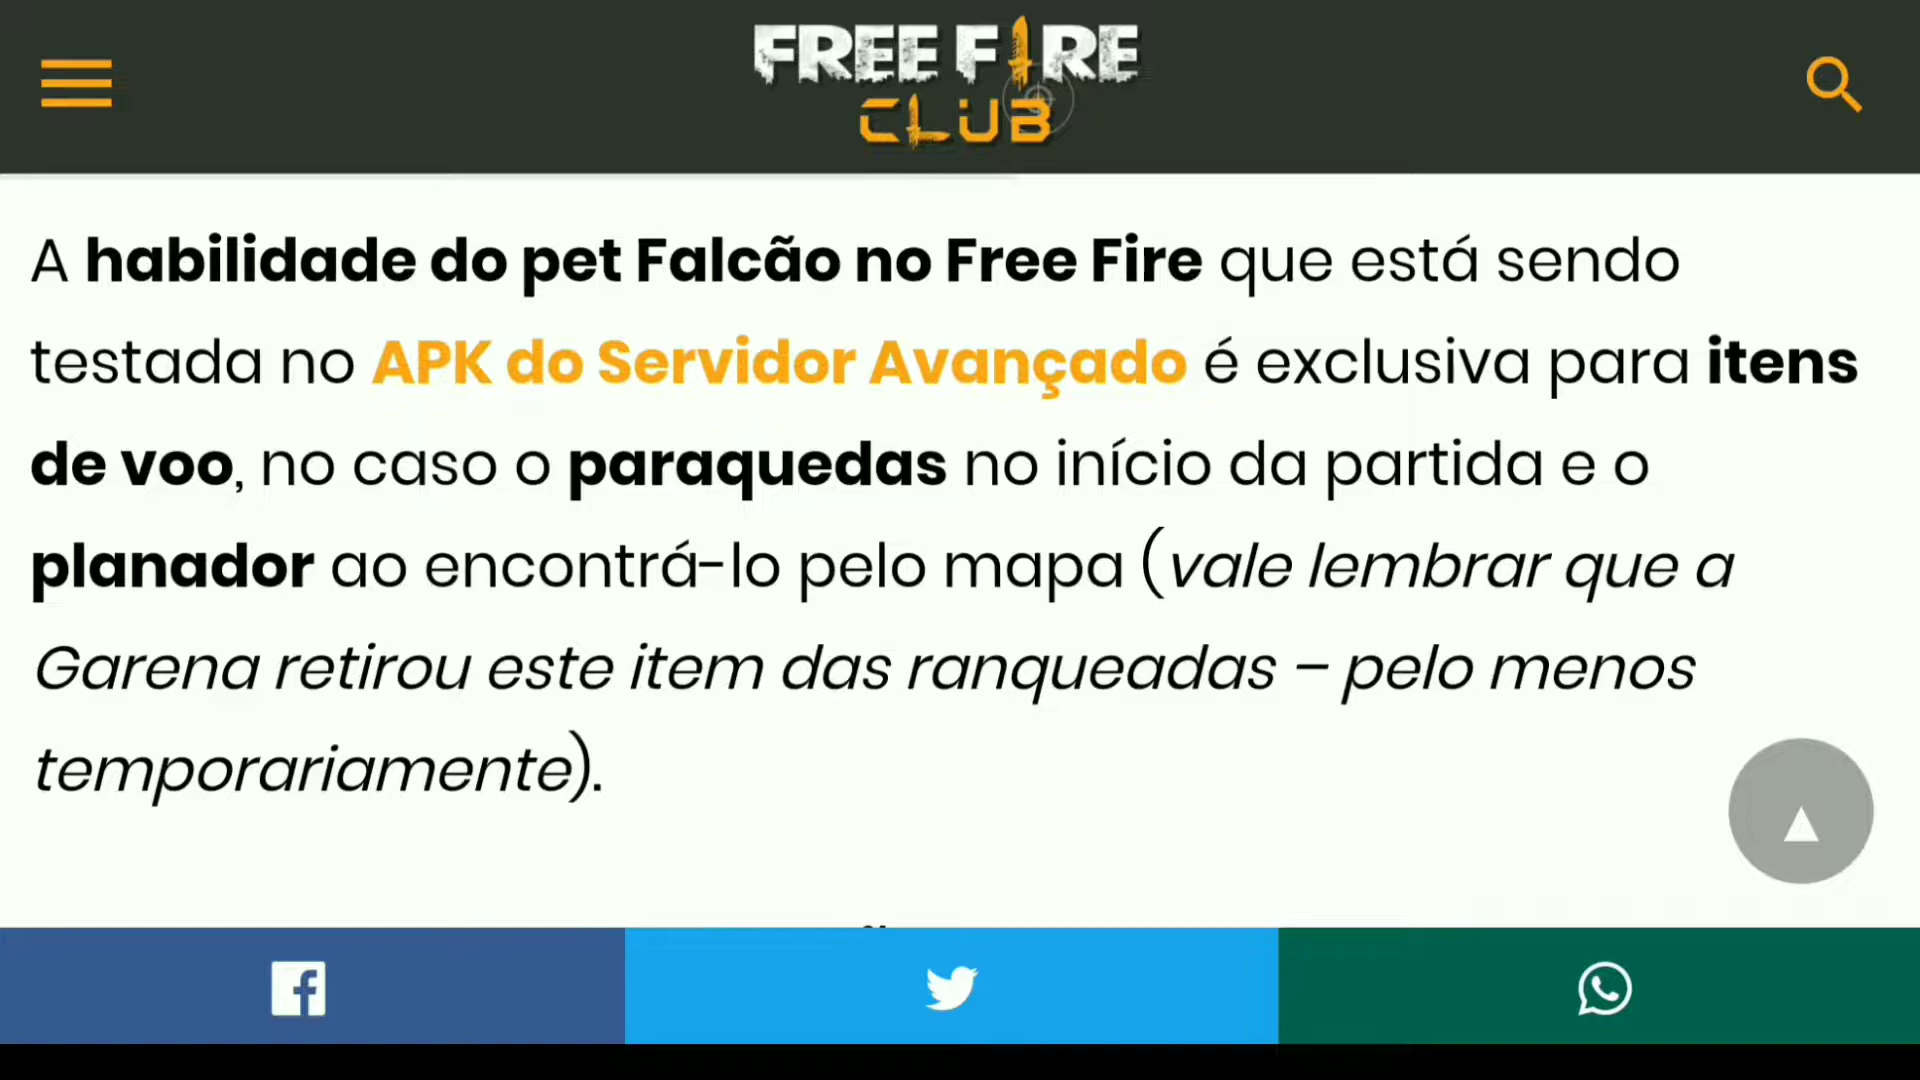 FREE FIRE
CLUB
A habilidade do pet Falcão no Free Fire que está sendo
testada no APK do Servidor Avançado é exclusiva para itens
de voo, no caso o paraquedas no início da partida e o
planador ao encontrá-lo pelo mapa (vale lembrar que a
Garena retirou este item das ranqueadas – pelo menos
temporariamente).